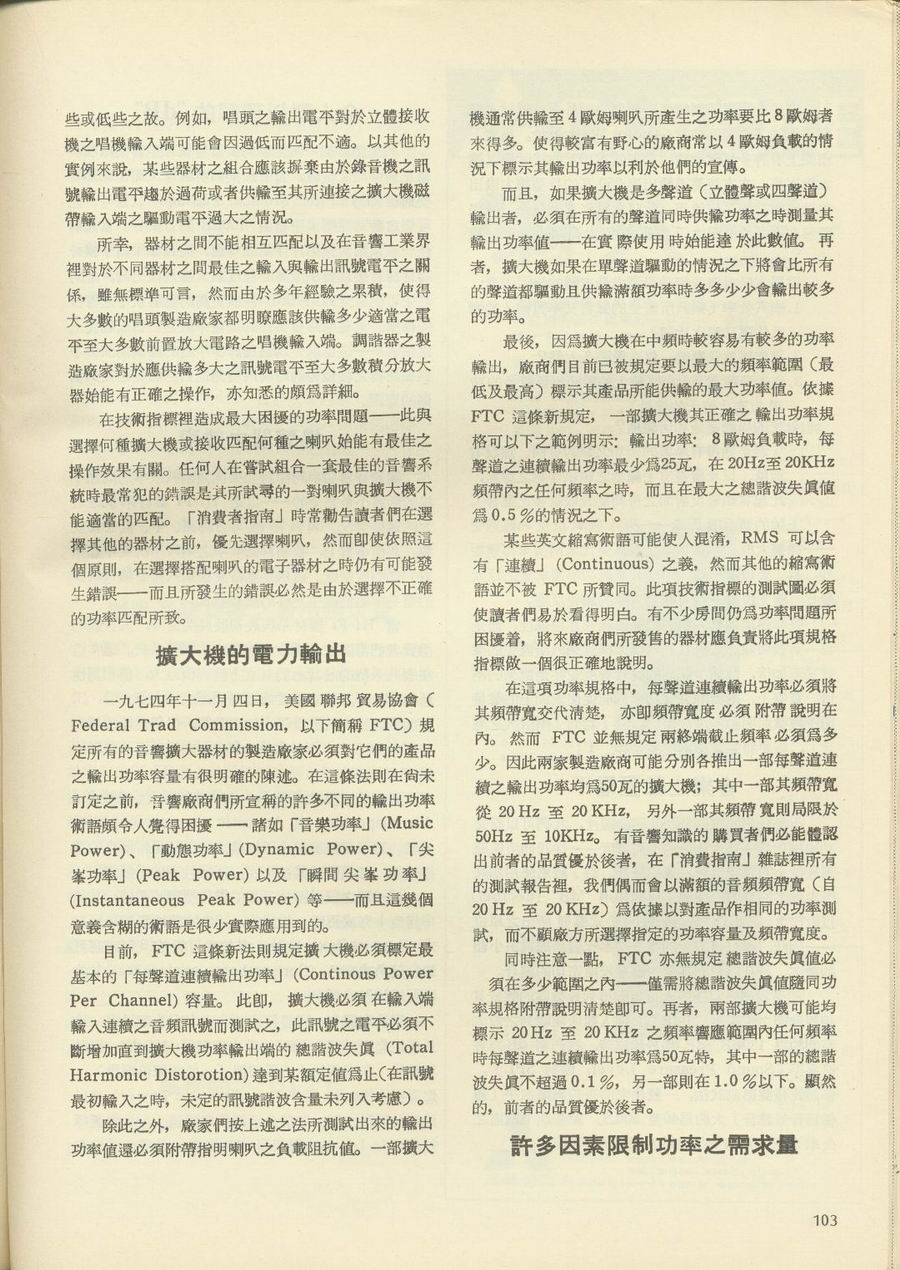 些或低些之故。例如，唱頭之輸出電平對於立體接收
機之唱機輸入端可能會因過低而匹配不適。以其他的
實例來說，某些器材之組合應該摒棄由於錄音機之訊
號輸出電平趨於過荷或者供輸至其所連接之擴大機磁
帶輸入端之驅動電平過大之情況。
所幸，器材之間不能相互匹配以及在音響工業界
裡對於不同器材之間最佳之輸入與輸出訊號電平之關
係，雖無標準可言，然而由於多年經驗之累積，使得
大多數的唱頭製造廠家都明瞭應該供輸多少適當之電
平至大多數前置放大電路之唱機輸入端。調諧器之製
造廠家對於應供輸多大之訊號電平至大多數積分放大
器始能有正確之操作，亦知悉的頗爲詳細。
在技術指標裡造成最大困擾的功率問題——此與
選擇何種擴大機或接收匹配何種之喇叭始能有最佳之
操作效果有關。任何人在嘗試組合一套最佳的音響系
統時最常犯的錯誤是其所試尋的一對喇叭與擴大機不
能適當的匹配。「消費者指南」時常勸告讀者們在選
擇其他的器材之前，優先選擇喇叭，然而即使依照這
個原則，在選擇搭配喇叭的電子器材之時仍有可能發
生錯誤——而且所發生的錯誤必然是由於選擇不正確
的功率匹配所致。
擴大機的電力輸出
一九七四年十一月四日，美國聯邦貿易協會（
Federal Trad Commission，以下簡稱 FTC）規
定所有的音響擴大器材的製造廠家必須對它們的產品
之輸出功率容量有很明確的陳述。在這條法則在尚未
訂定之前，音響廠商們所宣稱的許多不同的輸出功率
術語頗令人覺得困擾——諸如「音樂功率」(Music
Power)、「動態功率」(Dynamic Power)、「尖
峯功率」(Peak Power) 以及「瞬間尖峯功率」
(Instantaneous Peak Power) 等——而且這幾個
意義含糊的術語是很少實際應用到的。
目前，FTC 這條新法則規定擴大機必須標定最
基本的「每聲道連續輸出功率」(Continous Power
Per Channel) 容量。此即，擴大機必須在輸入端
輸入連續之音頻訊號而測試之，此訊號之電平必須不
斷增加直到擴大機功率輸出端的總諧波失眞 (Total
Harmonic Distorotion) 達到某額定值爲止（在訊號
最初輸入之時，未定的訊號諧波含量未列入考慮）。
除此之外，廠家們按上述之法所測試出來的輸出
功率值還必須附帶指明喇叭之負載阻抗值。一部擴大
機通常供輸至 4 歐姆喇叭所產生之功率要比 8 歐姆者
來得多。使得較富有野心的廠商常以 4 歐姆負載的情
況下標示其輸出功率以利於他們的宣傳。
而且，如果擴大機是多聲道（立體聲或四聲道）
輸出者，必須在所有的聲道同時供輸功率之時測量其
輸出功率值——在實際使用時始能達於此數值。再
者，擴大機如果在單聲道驅動的情況之下將會比所有
的聲道都驅動且供輸滿額功率時多多少少會輸出較多
的功率。
最後，因爲擴大機在中頻時較容易有較多的功率
輸出，廠商們目前已被規定要以最大的頻率範圍（最
低及最高）標示其產品所能供輸的最大功率值。依據
FTC 這條新規定，一部擴大機其正確之輸出功率規
格可以下之範例明示：輸出功率：8 歐姆負載時，每
聲道之連續輸出功率最少爲25瓦，在 20Hz至 20KHz
頻帶內之任何頻率之時，而且在最大之總諧波失眞値
爲 0.5 %的情況之下。
某些英文縮寫術語可能使人混淆，RMS 可以含
有「連續」(Continuous) 之義，然而其他的縮寫術
語並不被 FTC 所贊同。此項技術指標的測試圖必須
使讀者們易於看得明白。有不少房間仍爲功率問題所
困擾着，將來廠商們所發售的器材應負責將此項規格
指標做一個很正確地說明。
在這項功率規格中，每聲道連續輸出功率必須將
其頻帶寬交代清楚，亦即頻帶寬度必須附帶說明在
內。然而 FTC 並無規定兩終端截止頻率必須爲多
少。因此兩家製造廠商可能分別各推出一部每聲道連
續之輸出功率均爲50瓦的擴大機；其中一部其頻帶寬
從 20 Hz 至 20 KHz，另外一部其頻帶寬則局限於
50Hz 至 10KHz。有音響知識的購買者們必能體認
出前者的品質優於後者，在「消費指南」雜誌裡所有
的測試報告裡，我們偶而會以滿額的音頻頻帶寬（自
20 Hz 至 20 KHz）爲依據以對產品作相同的功率測
試，而不顧廠方所選擇指定的功率容量及頻帶寬度。
同時注意一點，FTC 亦無規定總諧波失眞值必
須在多少範圍之內——僅需將總諧波失眞値隨同功
率規格附帶說明清楚即可。再者，兩部擴大機可能均
標示 20 Hz 至 20 KHz 之頻率響應範圍內任何頻率
時每聲道之連續輸出功率爲50瓦特，其中一部的總諧
波失眞不超過 0.1 %，另一部則在 1.0 %以下。顯然
的，前者的品質優於後者。
許多因素限制功率之需求量
103